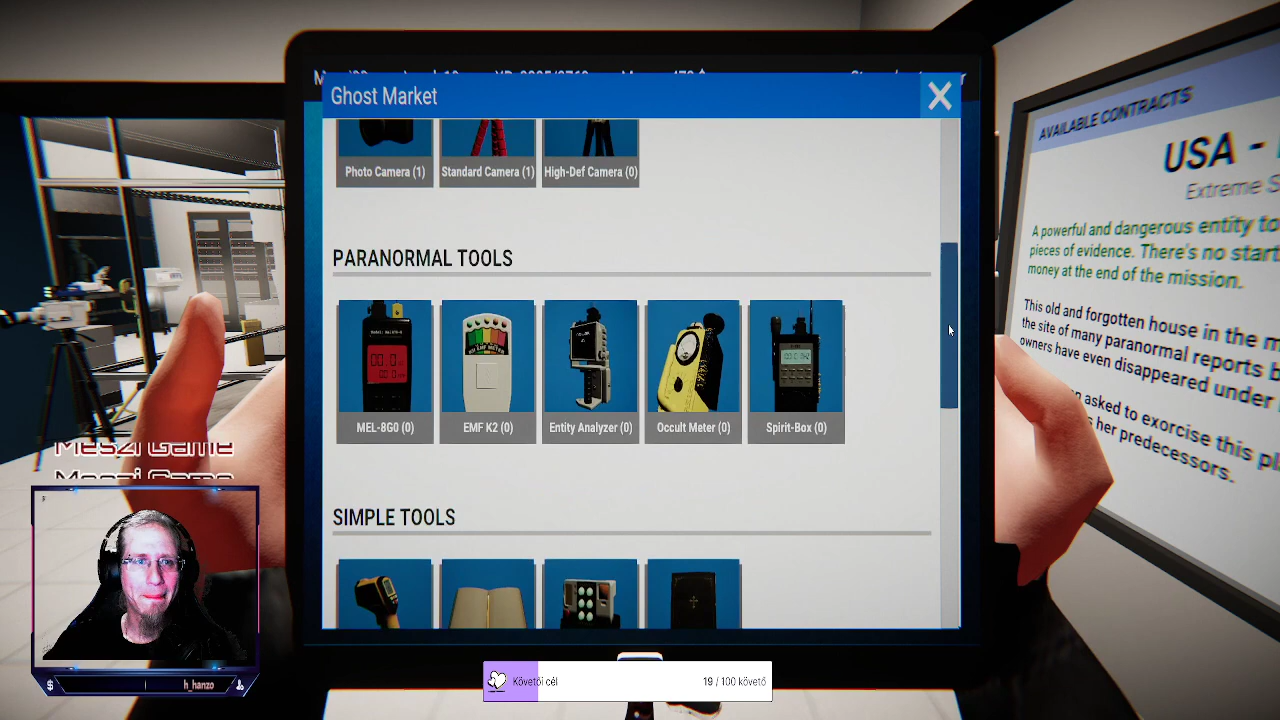 Ghost Market
Photo Camera (1)
Standard Camera (1)
High-Def Camera (0)
PARANORMAL TOOLS
MEL-8G0 (0)
EMF K2 (0)
Entity Analyzer (0)
Occult Meter (0)
Spirit-Box (0)
SIMPLE TOOLS
AVAILABLE CONTRACTS
USA -
Extreme
A powerful and dangerous entity to
pieces of evidence. There's no start
money at the end of the mission.
This old and forgotten house in the
the site of many paranormal reports
owners have even disappeared under
asked to exorcise this
her predecessors.
Meszi Game
h_hanzo
Követői cél
19 / 100 követő